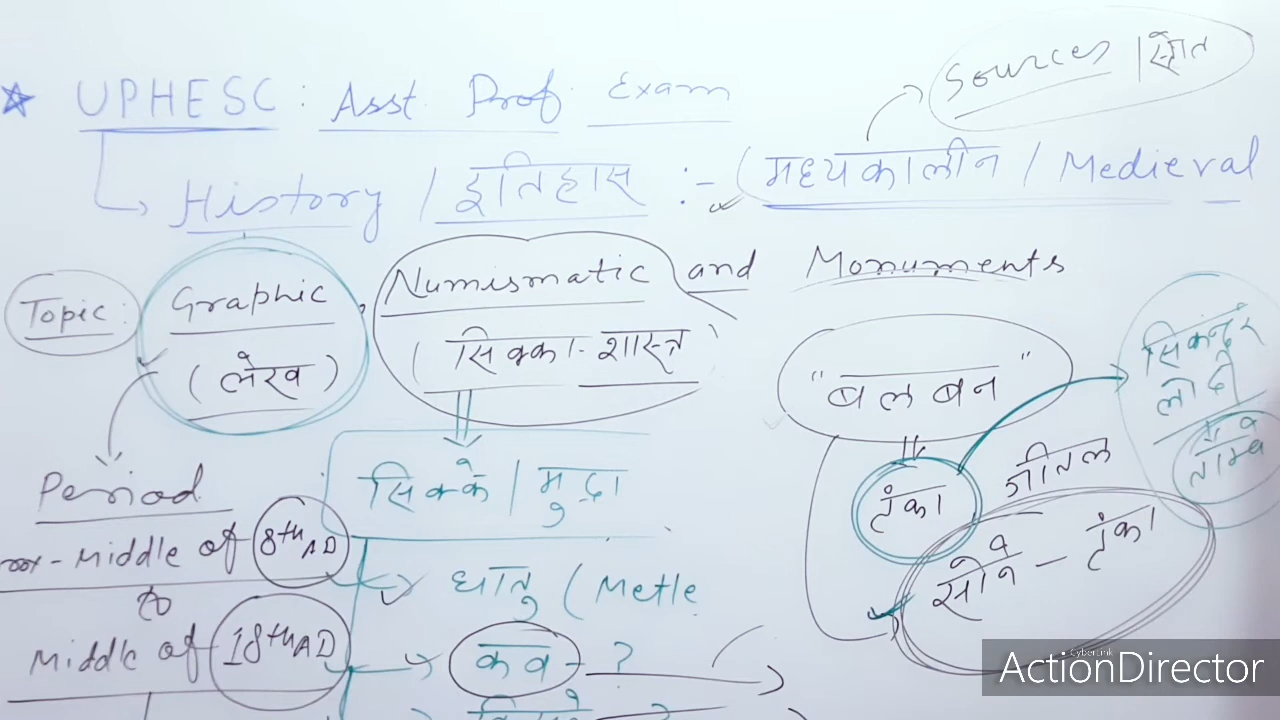 UPHESC : Asst. Prof. Exam
Sources | स्रोत
History / इतिहास :- (मध्यकालीन / Medieval
Topic : Graphic , Numismatic and Monuments
(लेख) ( सिक्का-शास्त्र )
"बलबन"
सिकन्दर
लोदी
ताम्ब
Period सिक्के / मुद्रा टंका जीतल
Middle of 8th AD
to
धातु ( Metle सोने - टंका
Middle of 18th AD कब - ?
CyberLink
ActionDirector